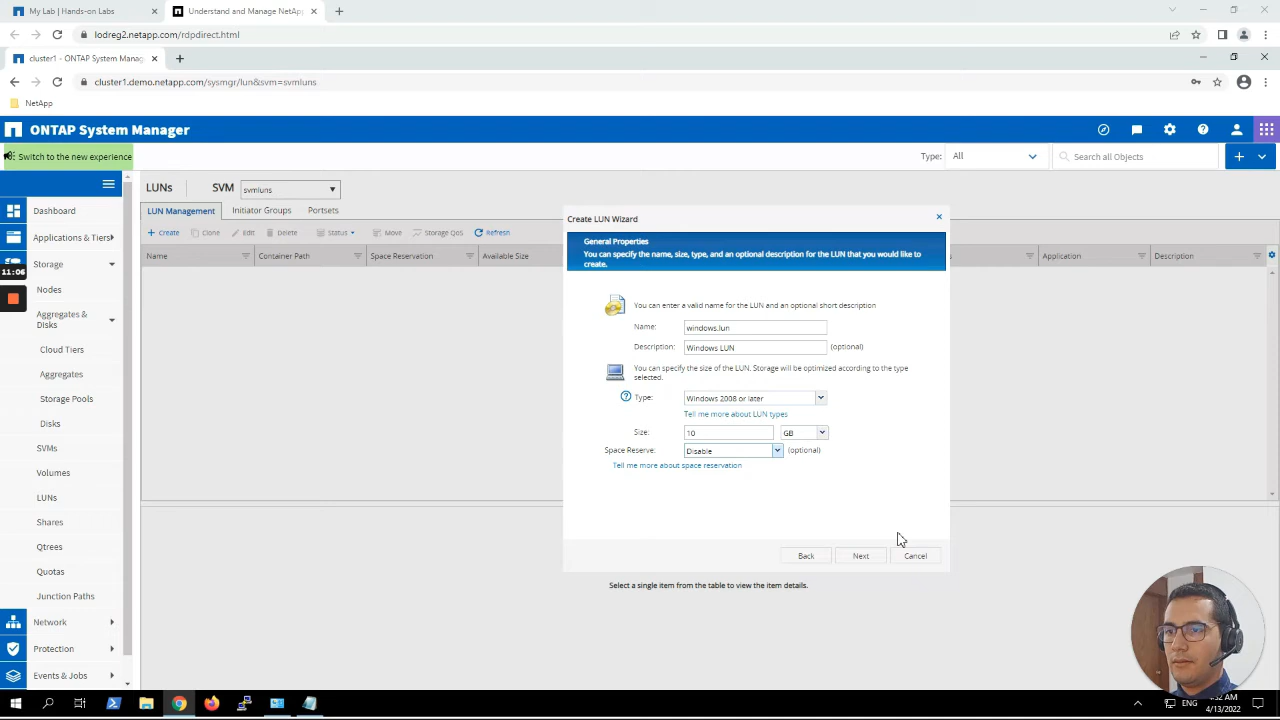 My Lab | Hands-on Labs
Understand and Manage NetApp
lodreg2.netapp.com/rdpdirect.html
cluster1 - ONTAP System Manager
cluster1.demo.netapp.com/sysmgr/lun&svm=svmluns
NetApp
ONTAP System Manager
Switch to the new experience
Type: All
Search all Objects
LUNs SVM svmluns
Dashboard
LUN Management Initiator Groups Portsets
Create Clone Edit Delete Status Move Storage QoS Refresh
Applications & Tiers
Name Container Path Space Reservation Available Size Application Description
Storage
11:06
Nodes
Aggregates &
Disks
Cloud Tiers
Aggregates
Storage Pools
Disks
SVMs
Volumes
LUNs
Shares
Qtrees
Quotas
Junction Paths
Network
Protection
Events & Jobs
Create LUN Wizard
General Properties
You can specify the name, size, type, and an optional description for the LUN that you would like to
create.
You can enter a valid name for the LUN and an optional short description
Name: windows.lun
Description: Windows LUN (optional)
You can specify the size of the LUN. Storage will be optimized according to the type
selected.
Type: Windows 2008 or later
Tell me more about LUN types
Size: 10 GB
Space Reserve: Disable (optional)
Tell me more about space reservation
Back Next Cancel
Select a single item from the table to view the item details.
ENG
4/13/2022